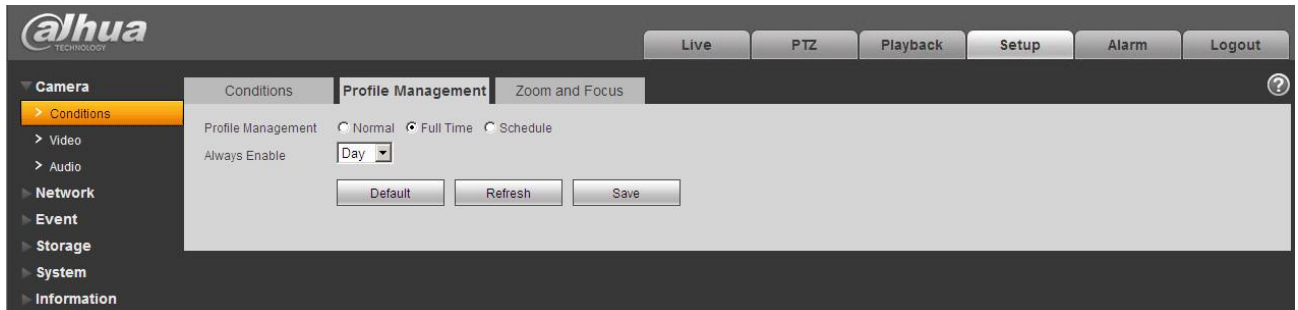 alhua
TECHNOLOGY
Live PTZ Playback Setup Alarm Logout
Camera
Conditions
Video
Audio
Network
Event
Storage
System
Information
Conditions Profile Management Zoom and Focus
?
Profile Management Normal Full Time Schedule
Always Enable Day
Default Refresh Save